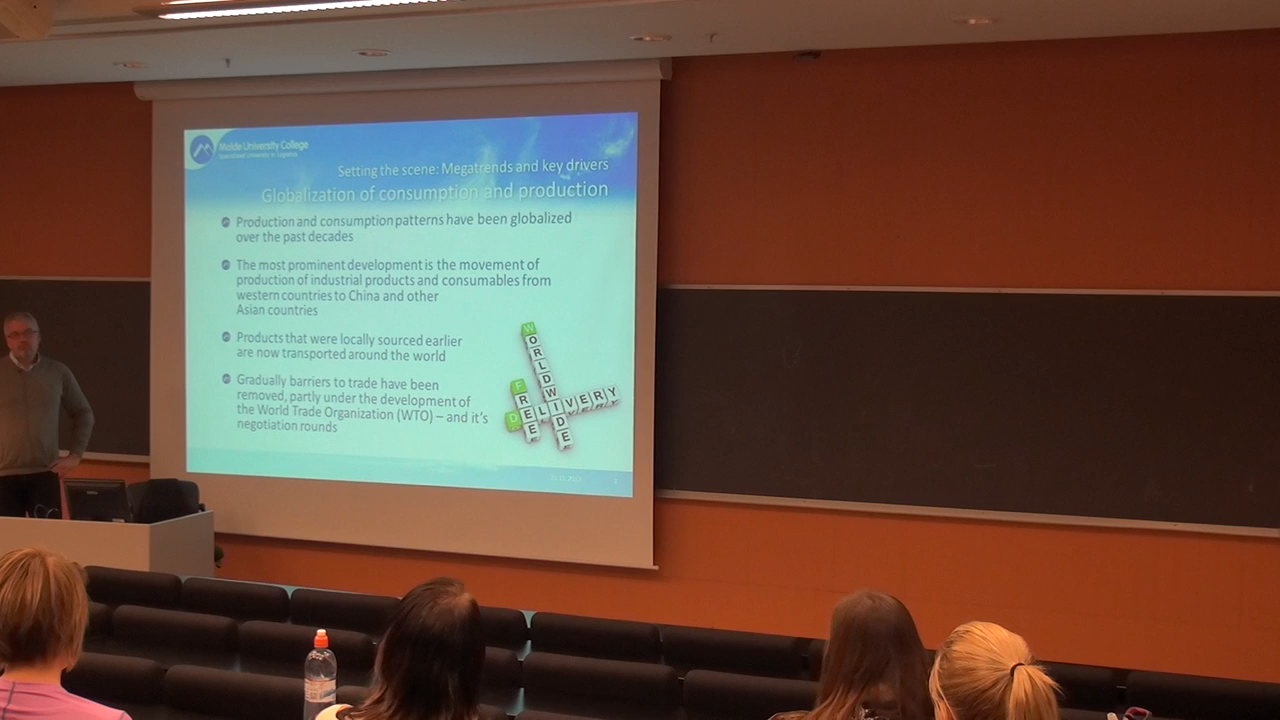 Molde University College
Specialized University in Logistics
Setting the scene: Megatrends and key drivers
Globalization of consumption and production
Production and consumption patterns have been globalized
over the past decades
The most prominent development is the movement of
production of industrial products and consumables from
western countries to China and other
Asian countries
Products that were locally sourced earlier
are now transported around the world
Gradually barriers to trade have been
removed, partly under the development of
the World Trade Organization (WTO) – and it's
negotiation rounds
WORLDWIDE
FREE
DELIVERY